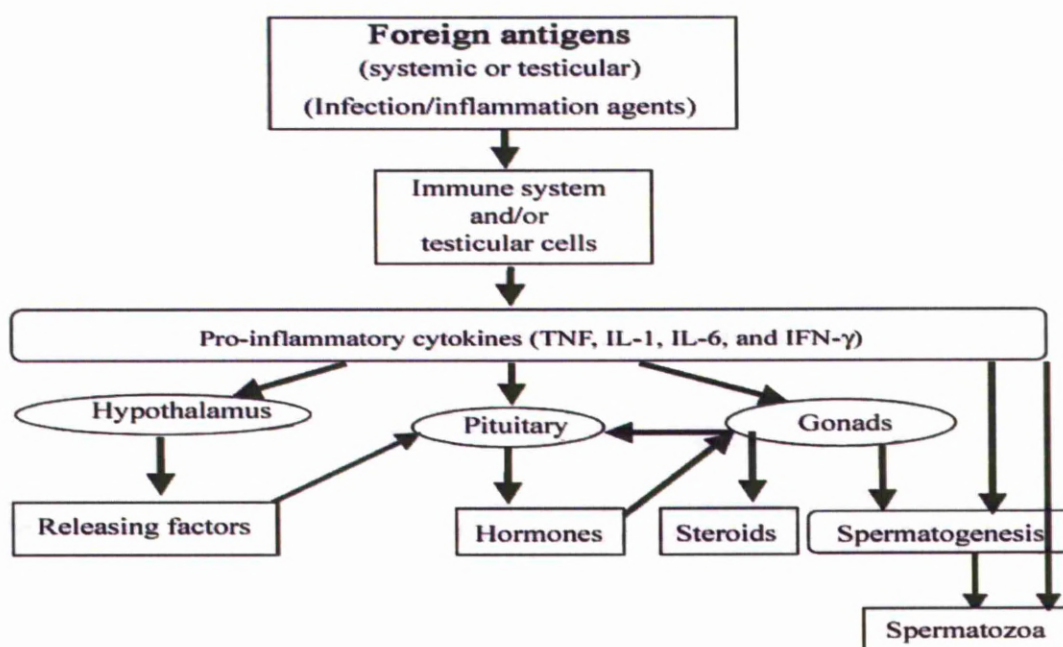 Foreign antigens
(systemic or testicular)
(Infection/inflammation agents)
Immune system
and/or
testicular cells
Pro-inflammatory cytokines (TNF, IL-1, IL-6, and IFN-γ)
Hypothalamus
Pituitary
Gonads
Releasing factors
Hormones
Steroids
Spermatogenesis
Spermatozoa